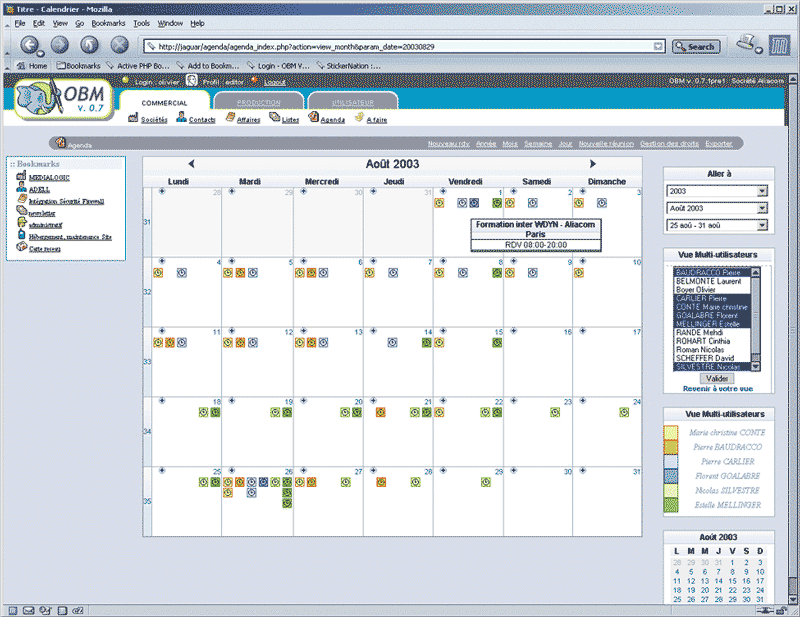 Titre - Calendrier - Mozilla
File Edit View Go Bookmarks Tools Window Help
http://jaguar/agenda/agenda_index.php?action=view_month&param_date=20030829
Search
Home Bookmarks Active PHP Bo... Add to Bookm... Login - OBM V... StickerNation :...
Login : olivier Profil : editor Logout
OBM v. 0.7.1pre1 : Société Aliacom
OBM
v. 0.7
COMMERCIAL PRODUCTION UTILISATEUR
Sociétés Contacts Affaires Listes Agenda A faire
Agenda
Nouveau rdv Année Mois Semaine Jour Nouvelle réunion Gestion des droits Exporter
:: Bookmarks
MEDIALOGIC
ADELL
Intégration Sécurité Firewall
newsletter
administratif
Hébergement, maintenance Site
Août 2003
Lundi Mardi Mercredi Jeudi Vendredi Samedi Dimanche
28 29 30 31 1 2 3
31
Formation inter WDYN - Aliacom
Paris
RDV 08:00-20:00
4 5 6 7 8 9 10
32
11 12 13 14 15 16 17
33
18 19 20 21 22 23 24
34
25 26 27 28 29 30 31
35
Aller à
2003
Août 2003
25 aoû - 31 aoû
Vue Multi-utilisateurs
BAUDRACCO Pierre
BELMONTE Laurent
Boyer Olivier
CARLIER Pierre
CONTE Marie christine
GOALABRE Florent
MELLINGER Estelle
RANDE Mehdi
ROHART Cinthia
Roman Nicolas
SCHEFFER David
SILVESTRE Nicolas
Valider
Revenir à votre vue
Vue Multi-utilisateurs
Marie christine CONTE
Pierre BAUDRACCO
Pierre CARLIER
Florent GOALABRE
Nicolas SILVESTRE
Estelle MELLINGER
Août 2003
L M M J V S D
28 29 30 31 1 2 3
4 5 6 7 8 9 10
11 12 13 14 15 16 17
18 19 20 21 22 23 24
25 26 27 28 29 30 31